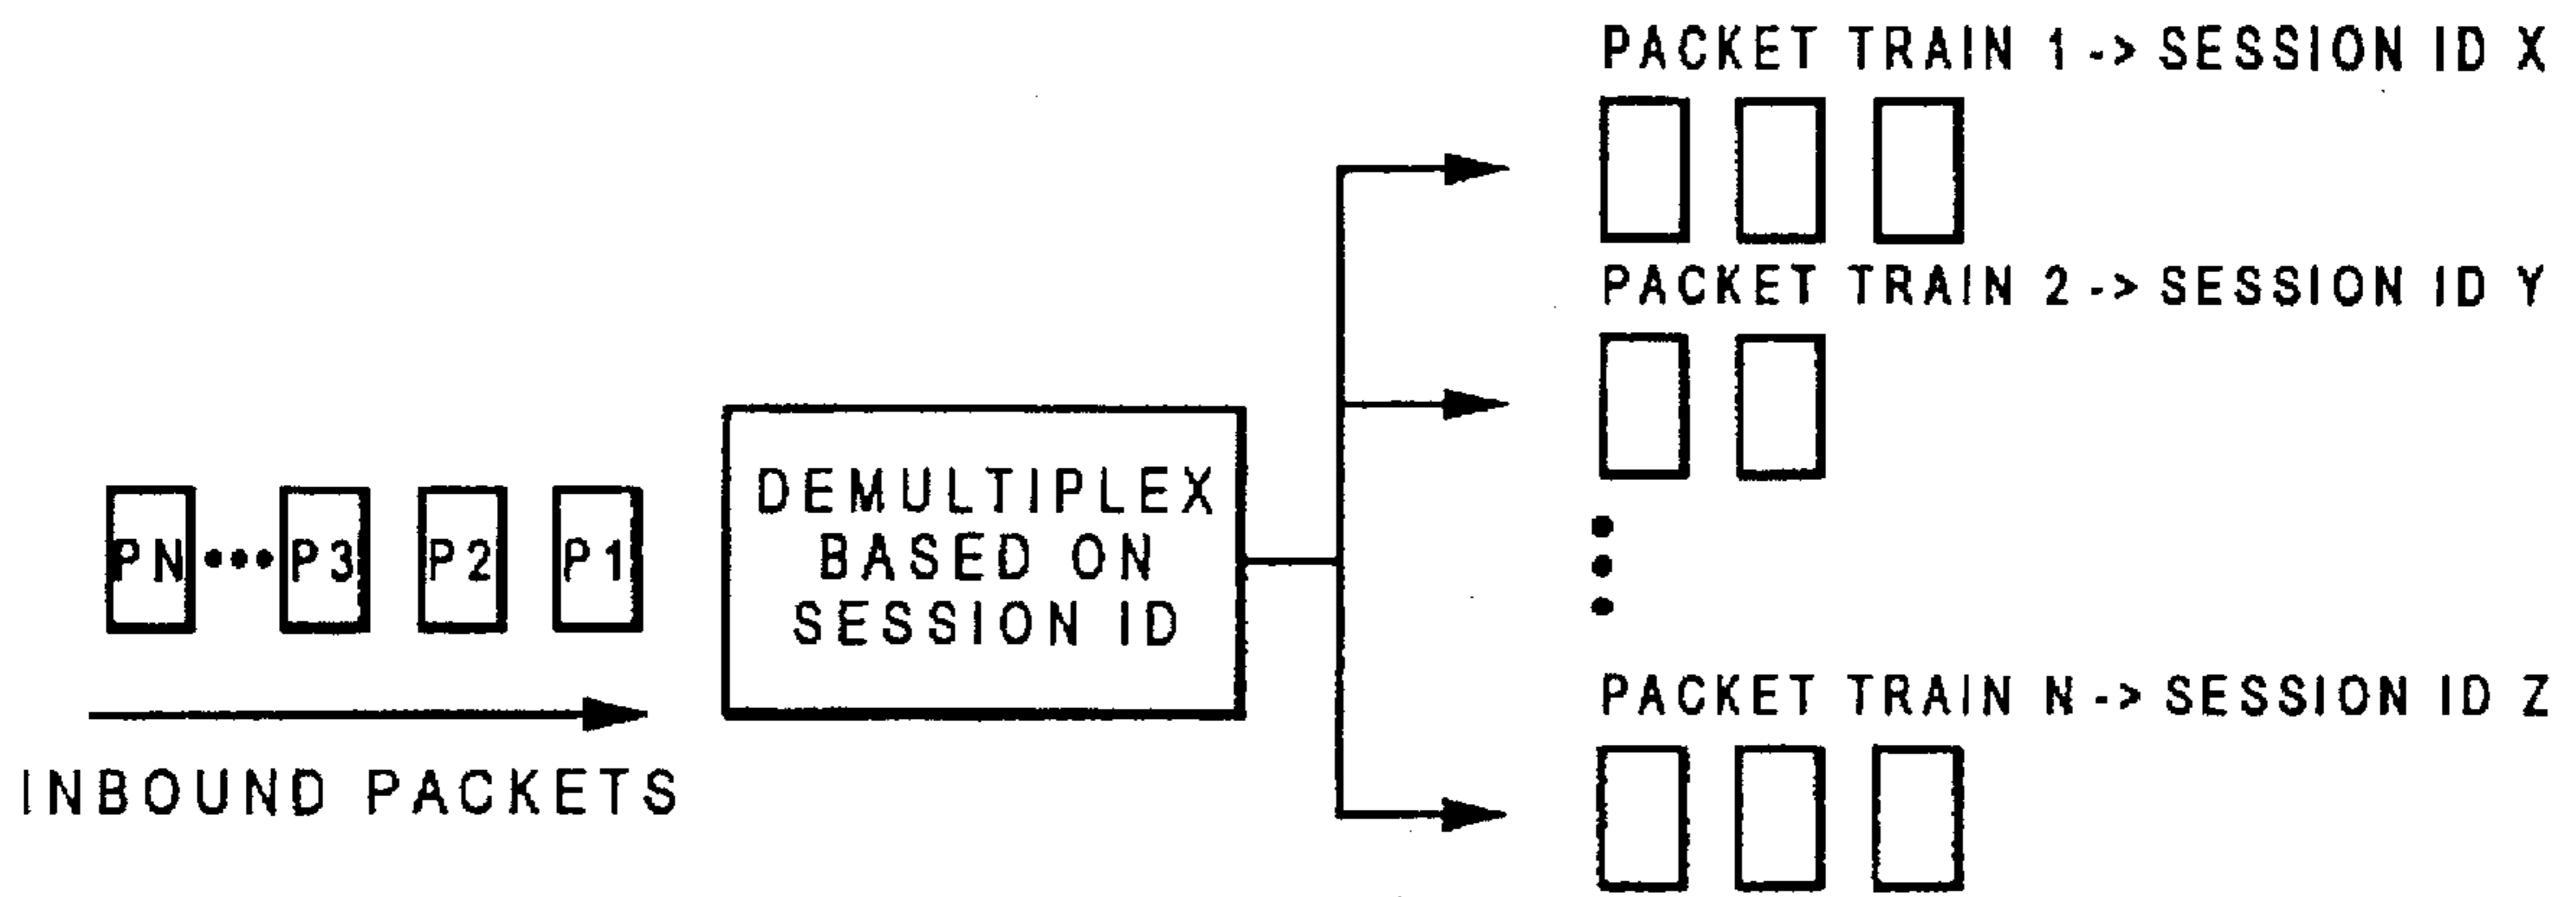 PACKET TRAIN 1 -> SESSION ID X
PACKET TRAIN 2 -> SESSION ID Y
PN ••• P3 P2 P1
DEMULTIPLEX
BASED ON
SESSION ID
INBOUND PACKETS
PACKET TRAIN N -> SESSION ID Z